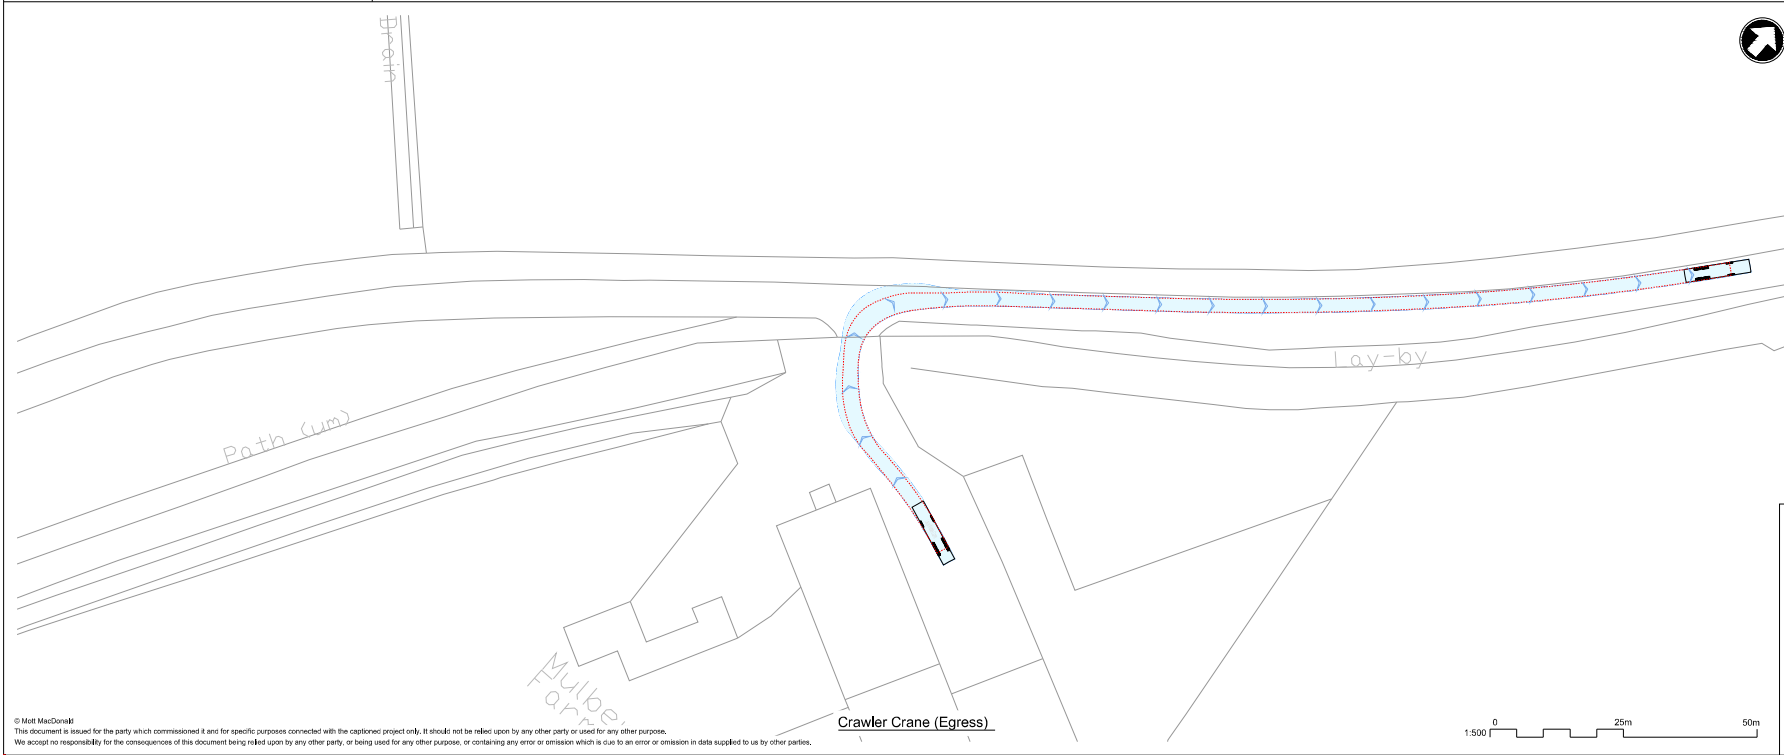 Drain
Lay-by
Path (um)
Crawler Crane (Egress)
© Mott MacDonald
This document is issued for the party which commissioned it and for specific purposes connected with the captioned project only. It should not be relied upon by any other party or used for any other purpose.
We accept no responsibility for the consequences of this document being relied upon by any other party, or being used for any other purpose, or containing any error or omission which is due to an error or omission in data supplied to us by other parties.
0 25m 50m
1:500